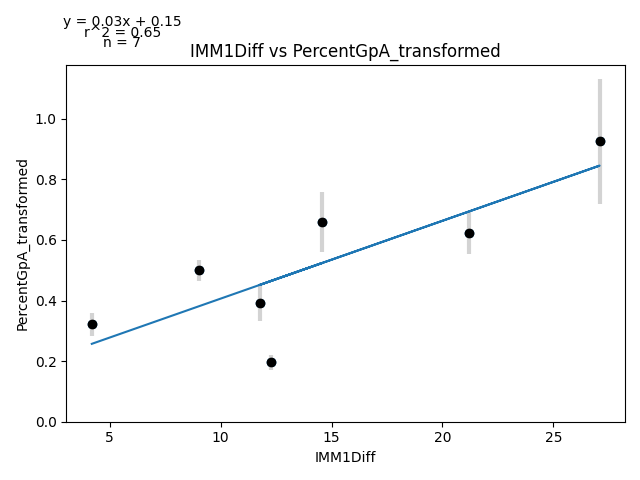 y = 0.03x + 0.15
r^2 = 0.65
n = 7
IMM1Diff vs PercentGpA_transformed
PercentGpA_transformed
1.0
0.8
0.6
0.4
0.2
0.0
5 10 15 20 25
IMM1Diff